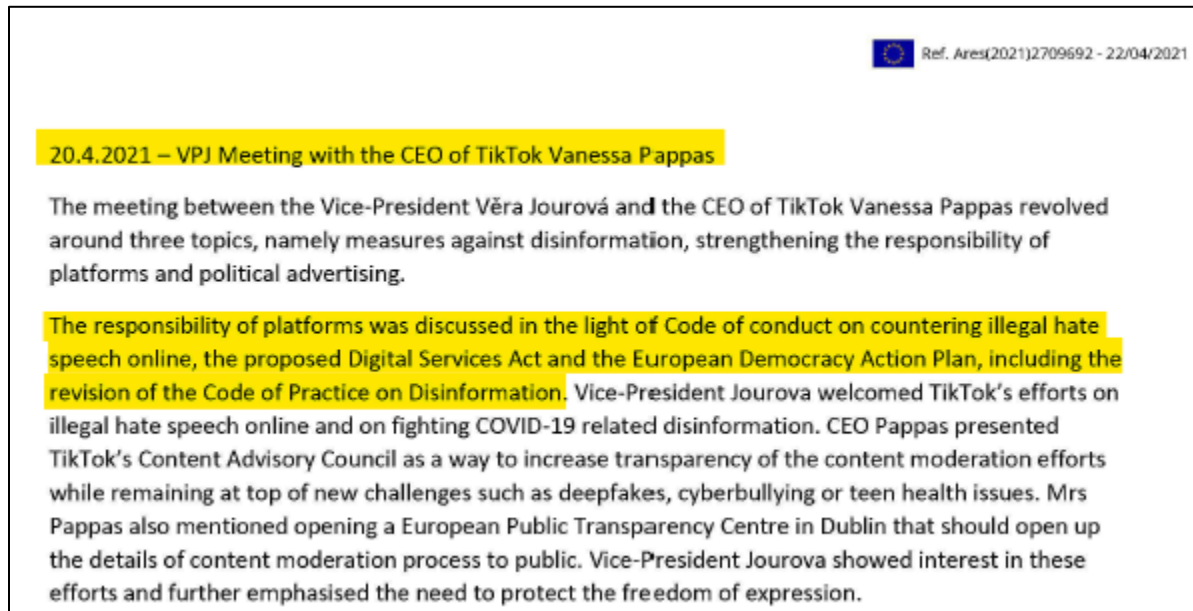 Ref. Ares(2021)2709692 - 22/04/2021
20.4.2021 – VPJ Meeting with the CEO of TikTok Vanessa Pappas
The meeting between the Vice-President Věra Jourová and the CEO of TikTok Vanessa Pappas revolved
around three topics, namely measures against disinformation, strengthening the responsibility of
platforms and political advertising.
The responsibility of platforms was discussed in the light of Code of conduct on countering illegal hate
speech online, the proposed Digital Services Act and the European Democracy Action Plan, including the
revision of the Code of Practice on Disinformation. Vice-President Jourova welcomed TikTok's efforts on
illegal hate speech online and on fighting COVID-19 related disinformation. CEO Pappas presented
TikTok's Content Advisory Council as a way to increase transparency of the content moderation efforts
while remaining at top of new challenges such as deepfakes, cyberbullying or teen health issues. Mrs
Pappas also mentioned opening a European Public Transparency Centre in Dublin that should open up
the details of content moderation process to public. Vice-President Jourova showed interest in these
efforts and further emphasised the need to protect the freedom of expression.